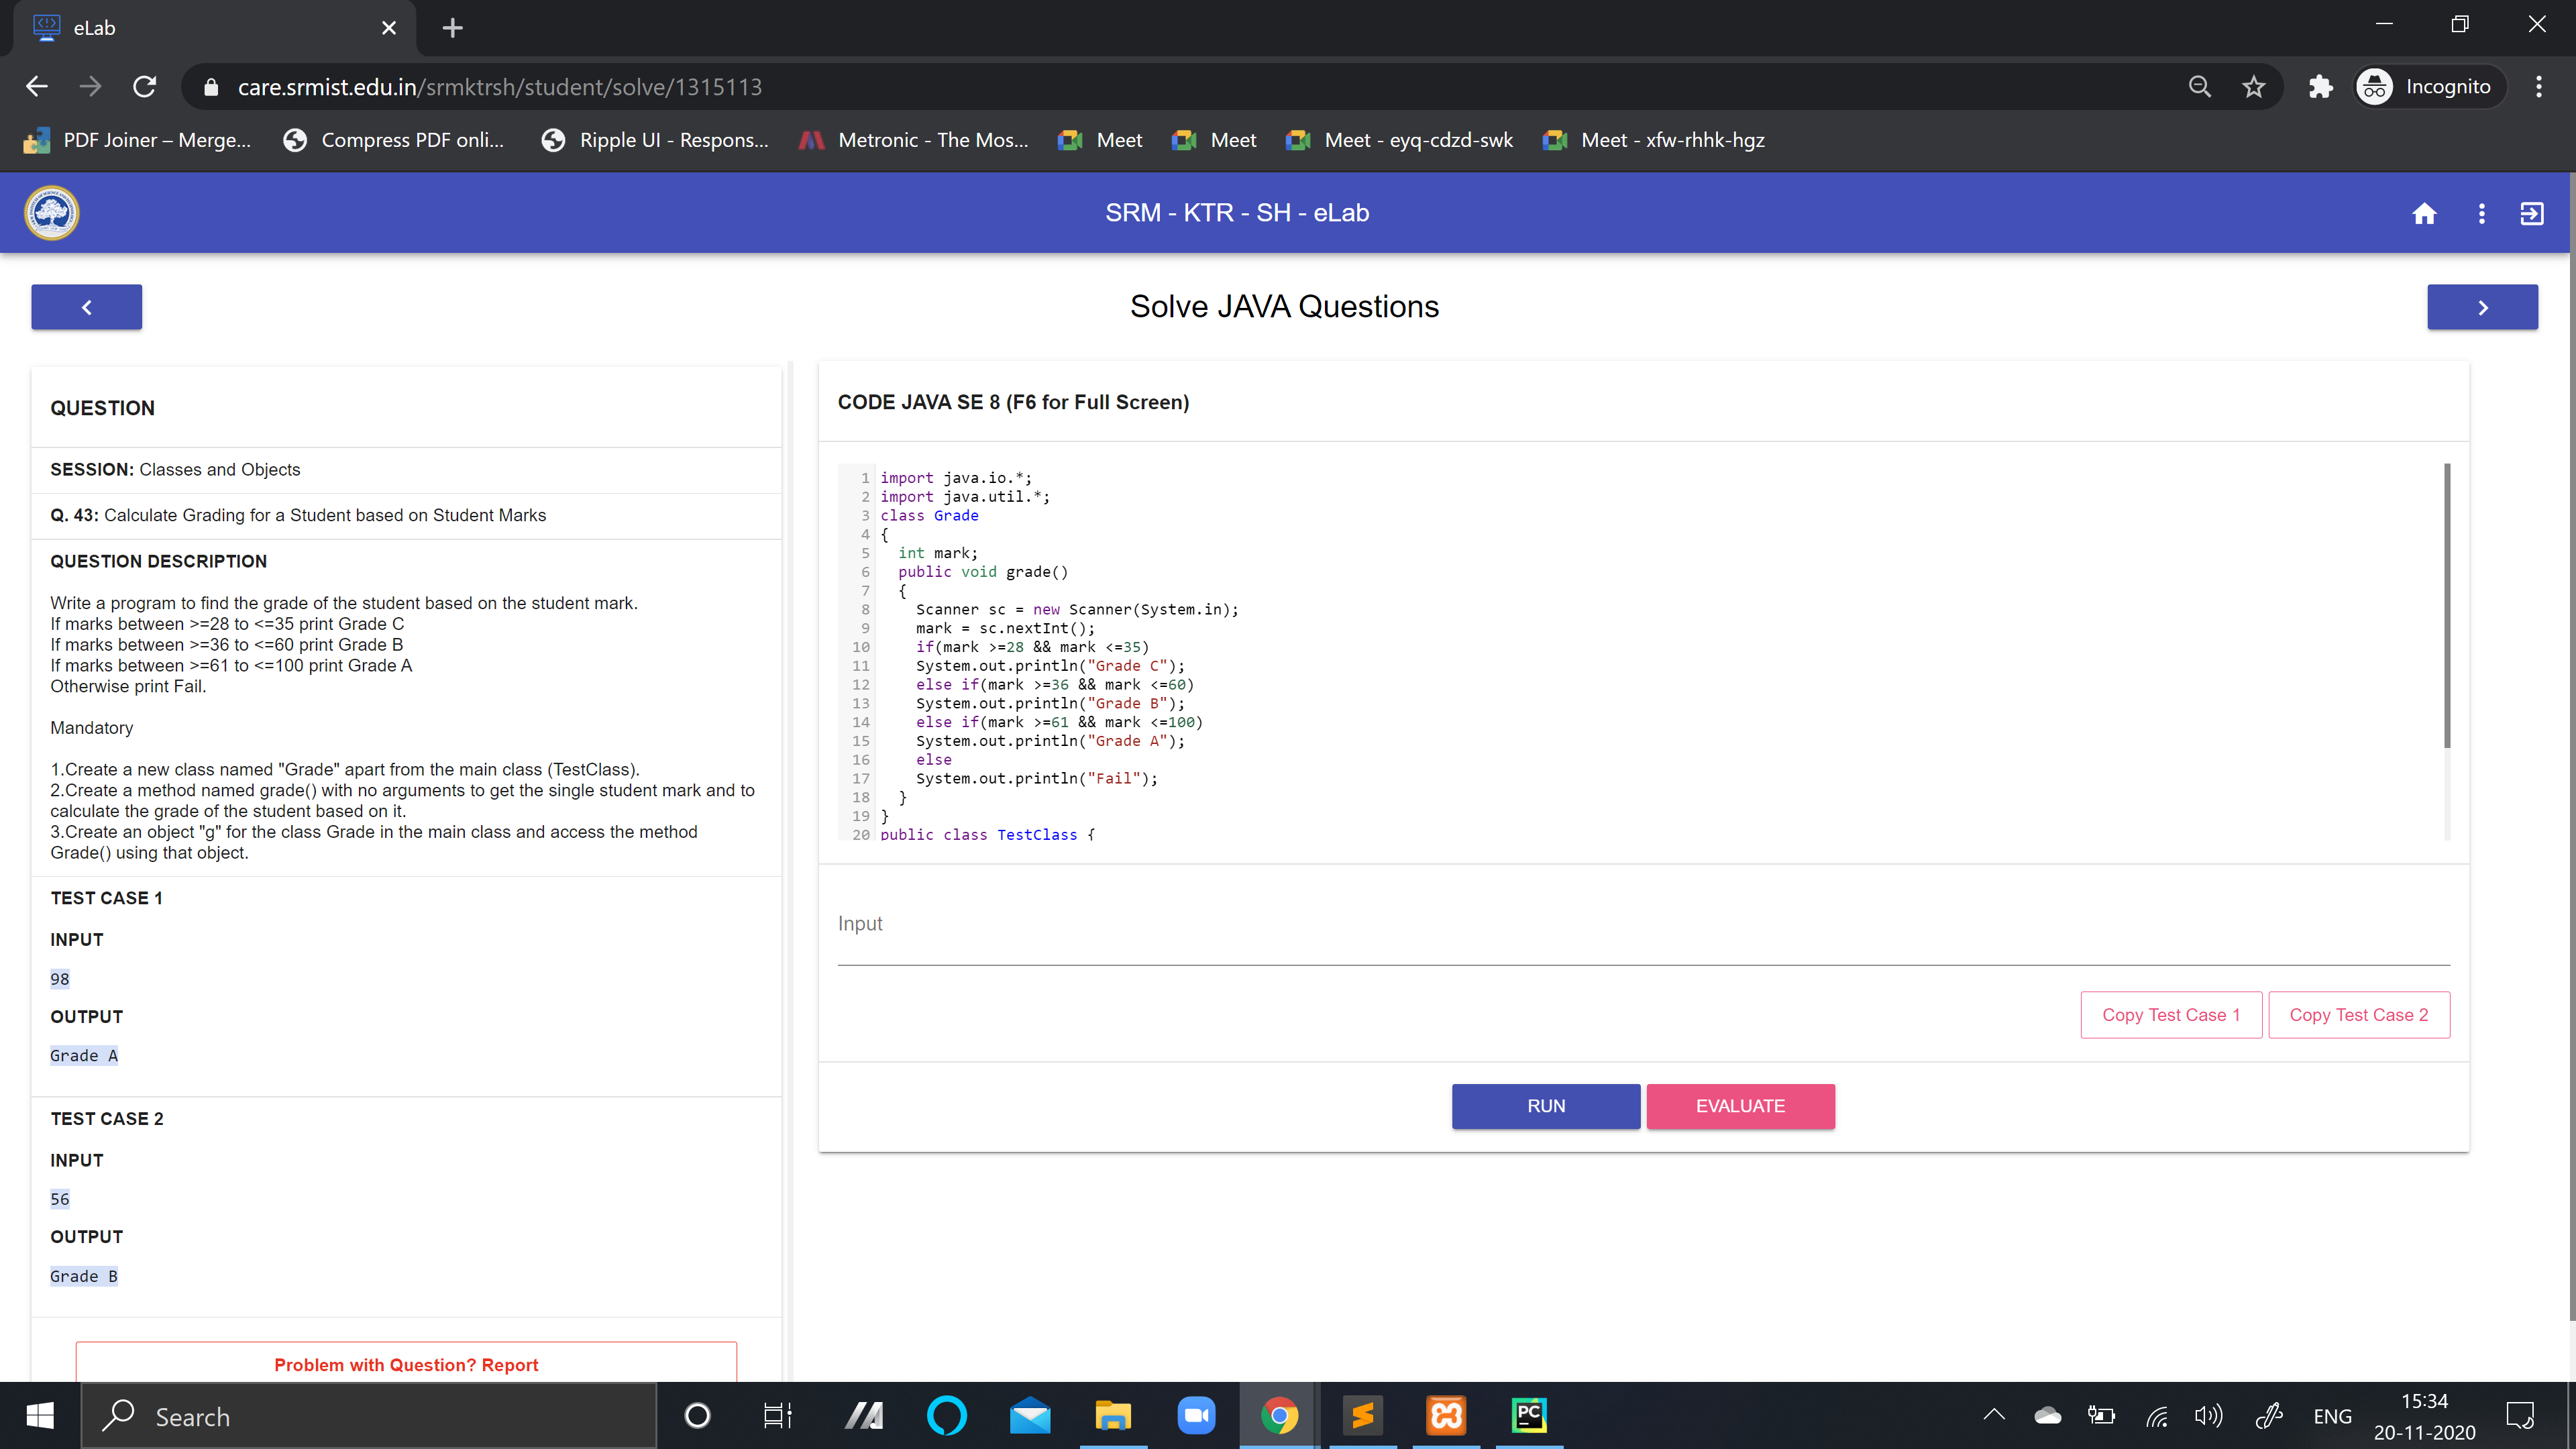 eLab
care.srmist.edu.in/srmktrsh/student/solve/1315113
Incognito
PDF Joiner – Merge...
Compress PDF onli...
Ripple UI - Respons...
Metronic - The Mos...
Meet
Meet
Meet - eyq-cdzd-swk
Meet - xfw-rhhk-hgz
SRM - KTR - SH - eLab
Solve JAVA Questions
QUESTION
SESSION: Classes and Objects
Q. 43: Calculate Grading for a Student based on Student Marks
QUESTION DESCRIPTION
Write a program to find the grade of the student based on the student mark.
If marks between >=28 to <=35 print Grade C
If marks between >=36 to <=60 print Grade B
If marks between >=61 to <=100 print Grade A
Otherwise print Fail.
Mandatory
1.Create a new class named "Grade" apart from the main class (TestClass).
2.Create a method named grade() with no arguments to get the single student mark and to
calculate the grade of the student based on it.
3.Create an object "g" for the class Grade in the main class and access the method
Grade() using that object.
TEST CASE 1
INPUT
98
OUTPUT
Grade A
TEST CASE 2
INPUT
56
OUTPUT
Grade B
Problem with Question? Report
CODE JAVA SE 8 (F6 for Full Screen)
1 import java.io.*;
2 import java.util.*;
3 class Grade
4 {
5 int mark;
6 public void grade()
7 {
8 Scanner sc = new Scanner(System.in);
9 mark = sc.nextInt();
10 if(mark >=28 && mark <=35)
11 System.out.println("Grade C");
12 else if(mark >=36 && mark <=60)
13 System.out.println("Grade B");
14 else if(mark >=61 && mark <=100)
15 System.out.println("Grade A");
16 else
17 System.out.println("Fail");
18 }
19 }
20 public class TestClass {
Input
Copy Test Case 1
Copy Test Case 2
RUN
EVALUATE
Search
PC
ENG
15:34
20-11-2020